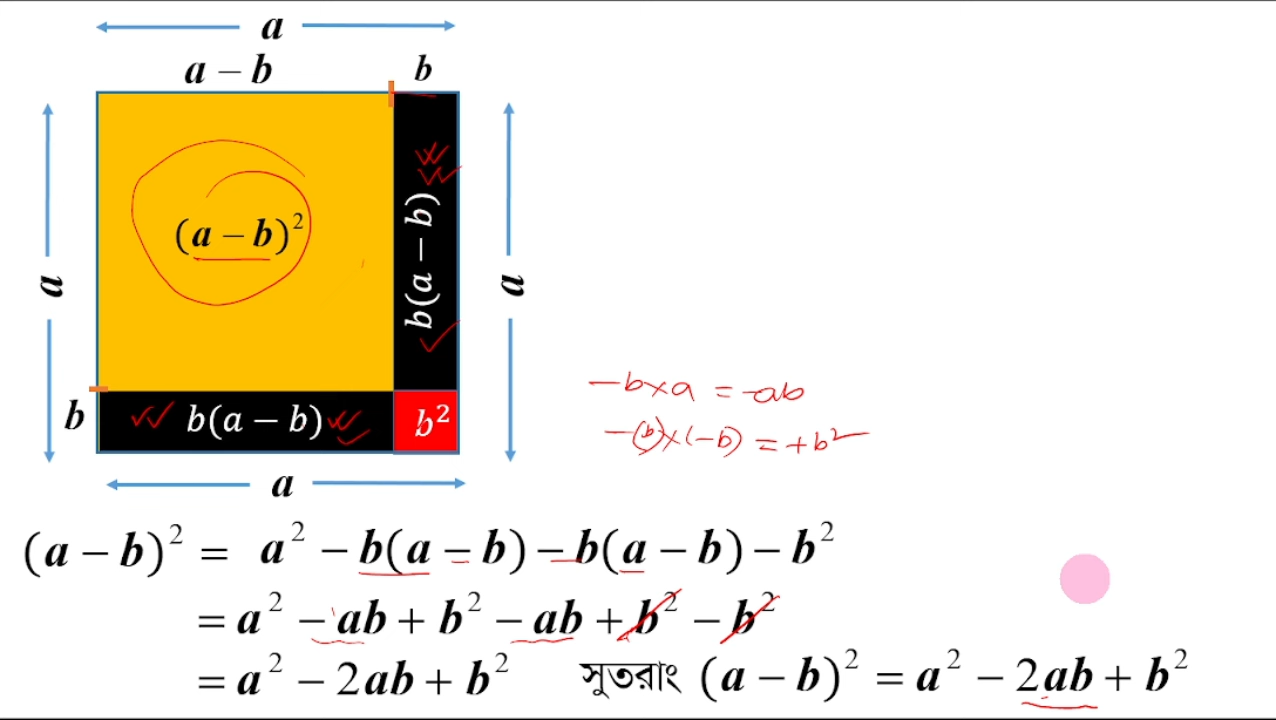 a
a − b b
(a − b)²
b(a − b)
a
a
b
b(a − b)
b²
−b×a = −ab
−(b)×(−b) = +b²
a
(a − b)² = a² − b(a − b) − b(a − b) − b²
= a² − ab + b² − ab + b² − b²
= a² − 2ab + b² সুতরাং (a − b)² = a² − 2ab + b²